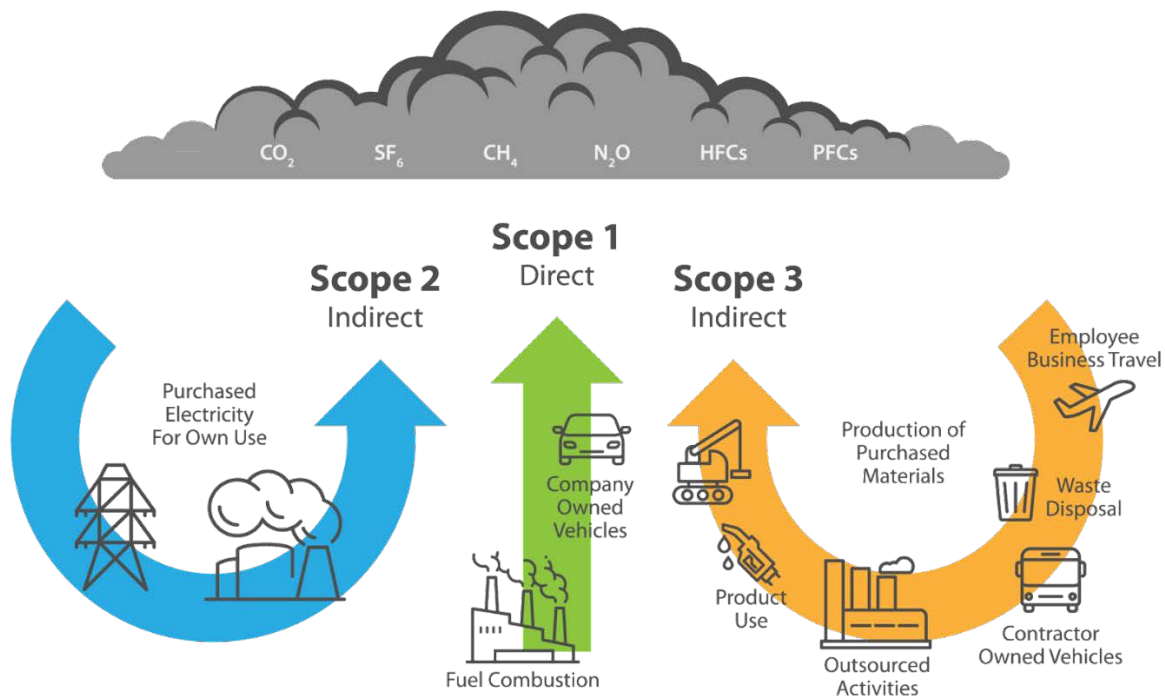 CO₂ SF₆ CH₄ N₂O HFCs PFCs
Scope 1
Direct
Scope 2
Indirect
Scope 3
Indirect
Purchased
Electricity
For Own Use
Company
Owned
Vehicles
Fuel Combustion
Employee
Business Travel
Production of
Purchased
Materials
Waste
Disposal
Product
Use
Contractor
Owned Vehicles
Outsourced
Activities